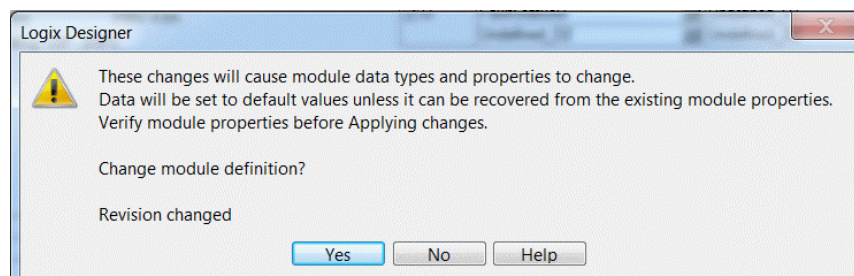 Logix Designer
These changes will cause module data types and properties to change.
Data will be set to default values unless it can be recovered from the existing module properties.
Verify module properties before Applying changes.
Change module definition?
Revision changed
Yes
No
Help